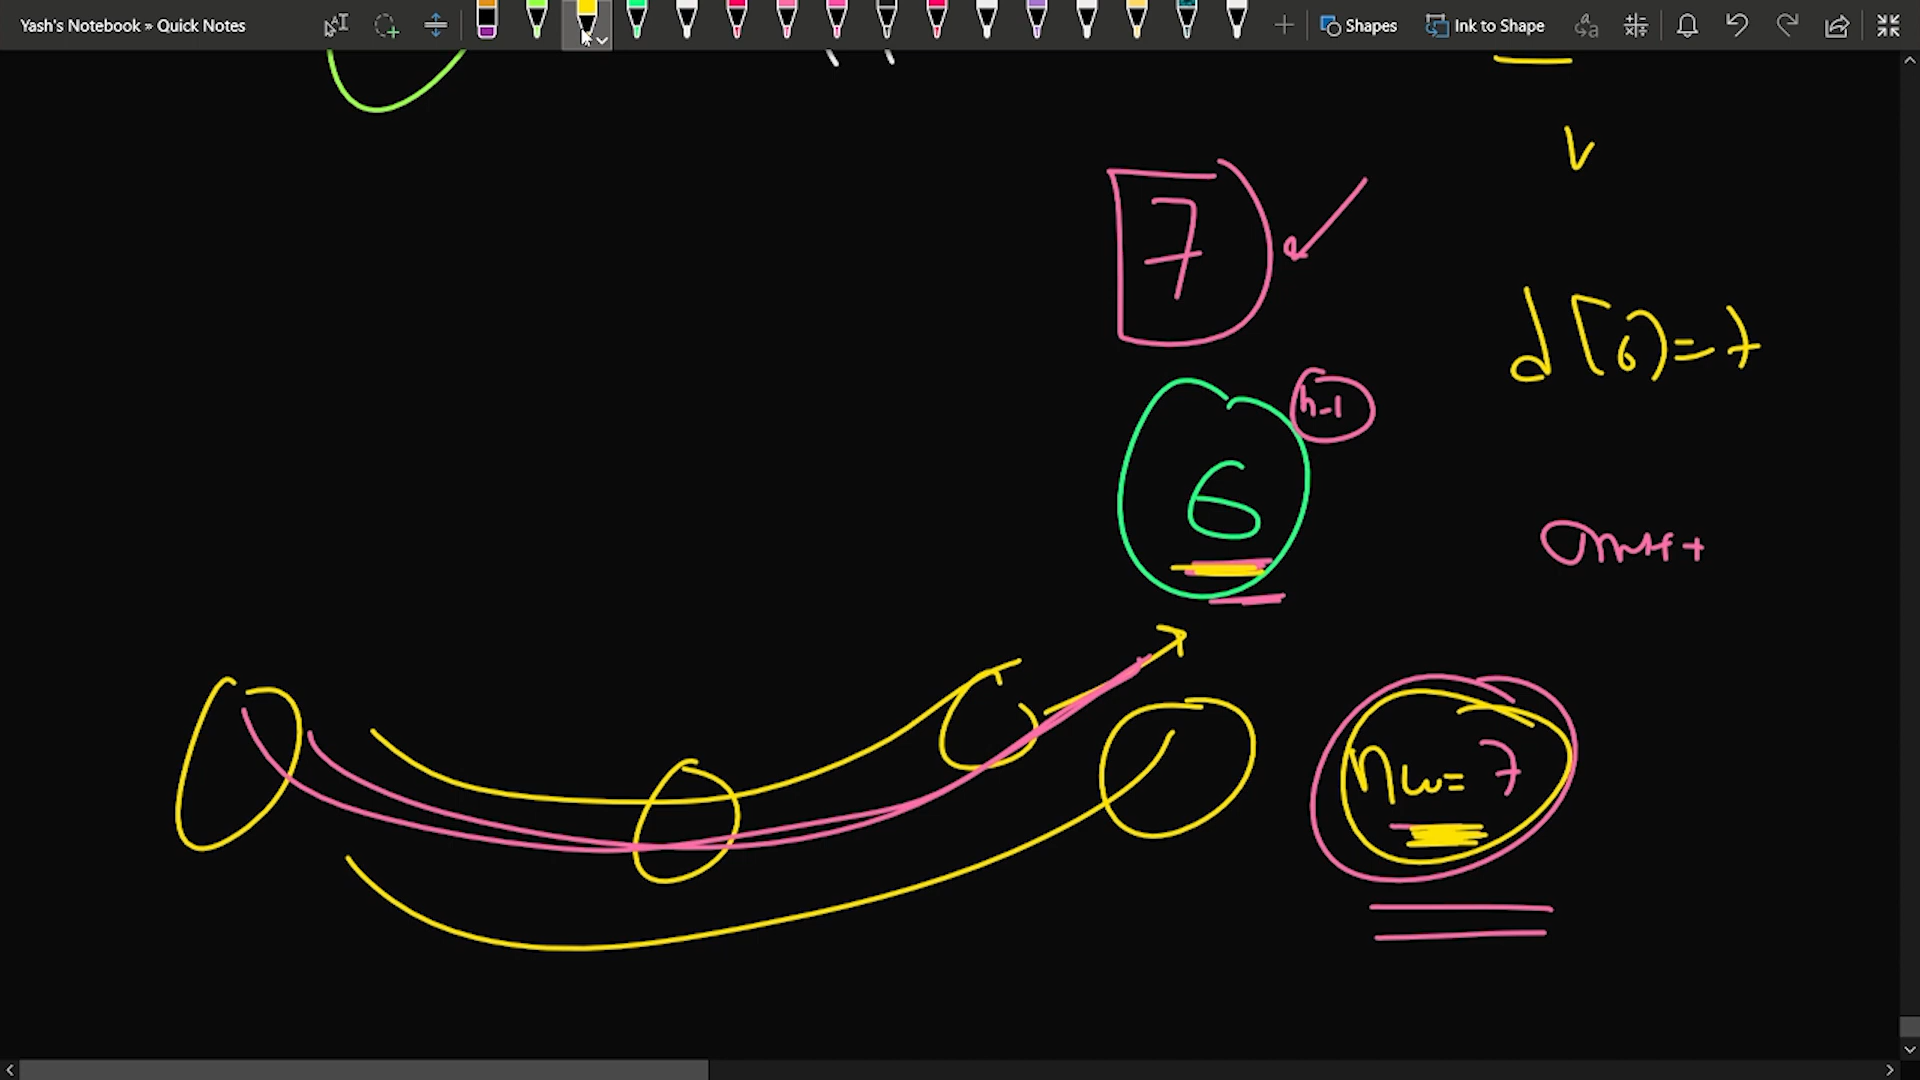 Yash's Notebook » Quick Notes
Shapes
Ink to Shape
v
7
d[6]=7
n-1
6
nw= 7